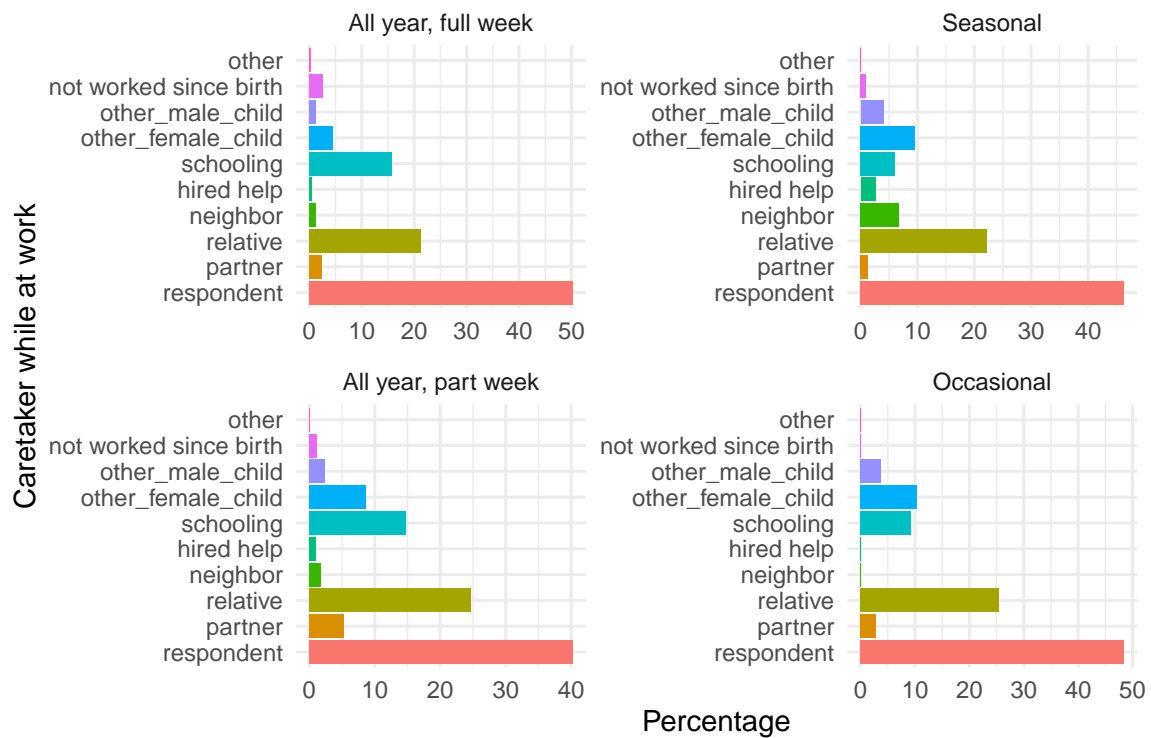 All year, full week
other
not worked since birth
other_male_child
other_female_child
schooling
hired help
neighbor
relative
partner
respondent
0 10 20 30 40 50
Seasonal
other
not worked since birth
other_male_child
other_female_child
schooling
hired help
neighbor
relative
partner
respondent
0 10 20 30 40
Caretaker while at work
All year, part week
other
not worked since birth
other_male_child
other_female_child
schooling
hired help
neighbor
relative
partner
respondent
0 10 20 30 40
Occasional
other
not worked since birth
other_male_child
other_female_child
schooling
hired help
neighbor
relative
partner
respondent
0 10 20 30 40 50
Percentage